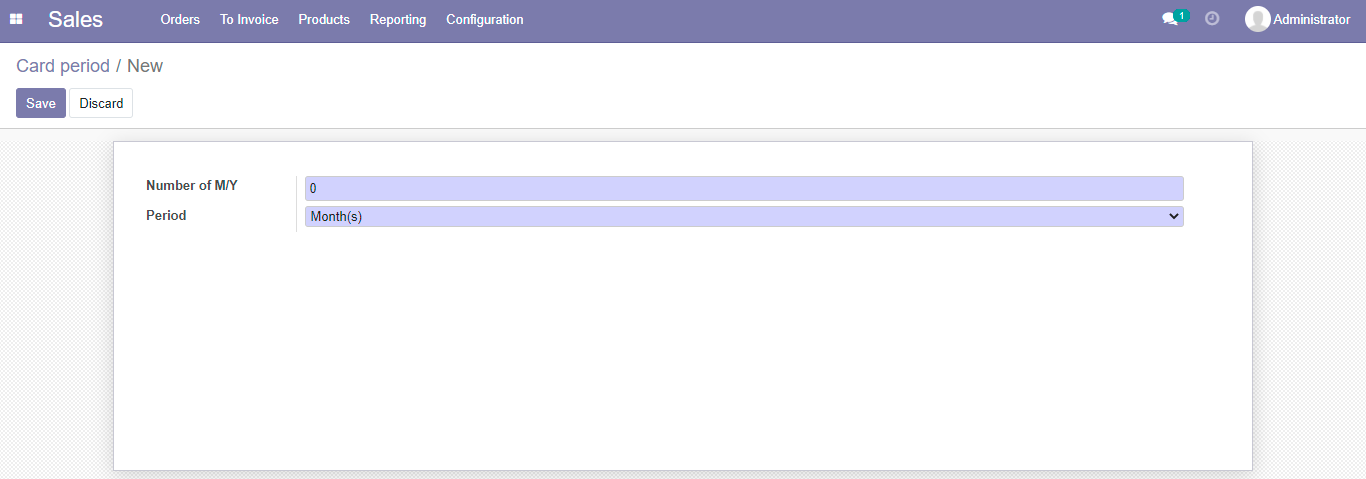 Sales Orders To Invoice Products Reporting Configuration 1 Administrator
Card period / New
Save Discard
Number of M/Y 0
Period Month(s)